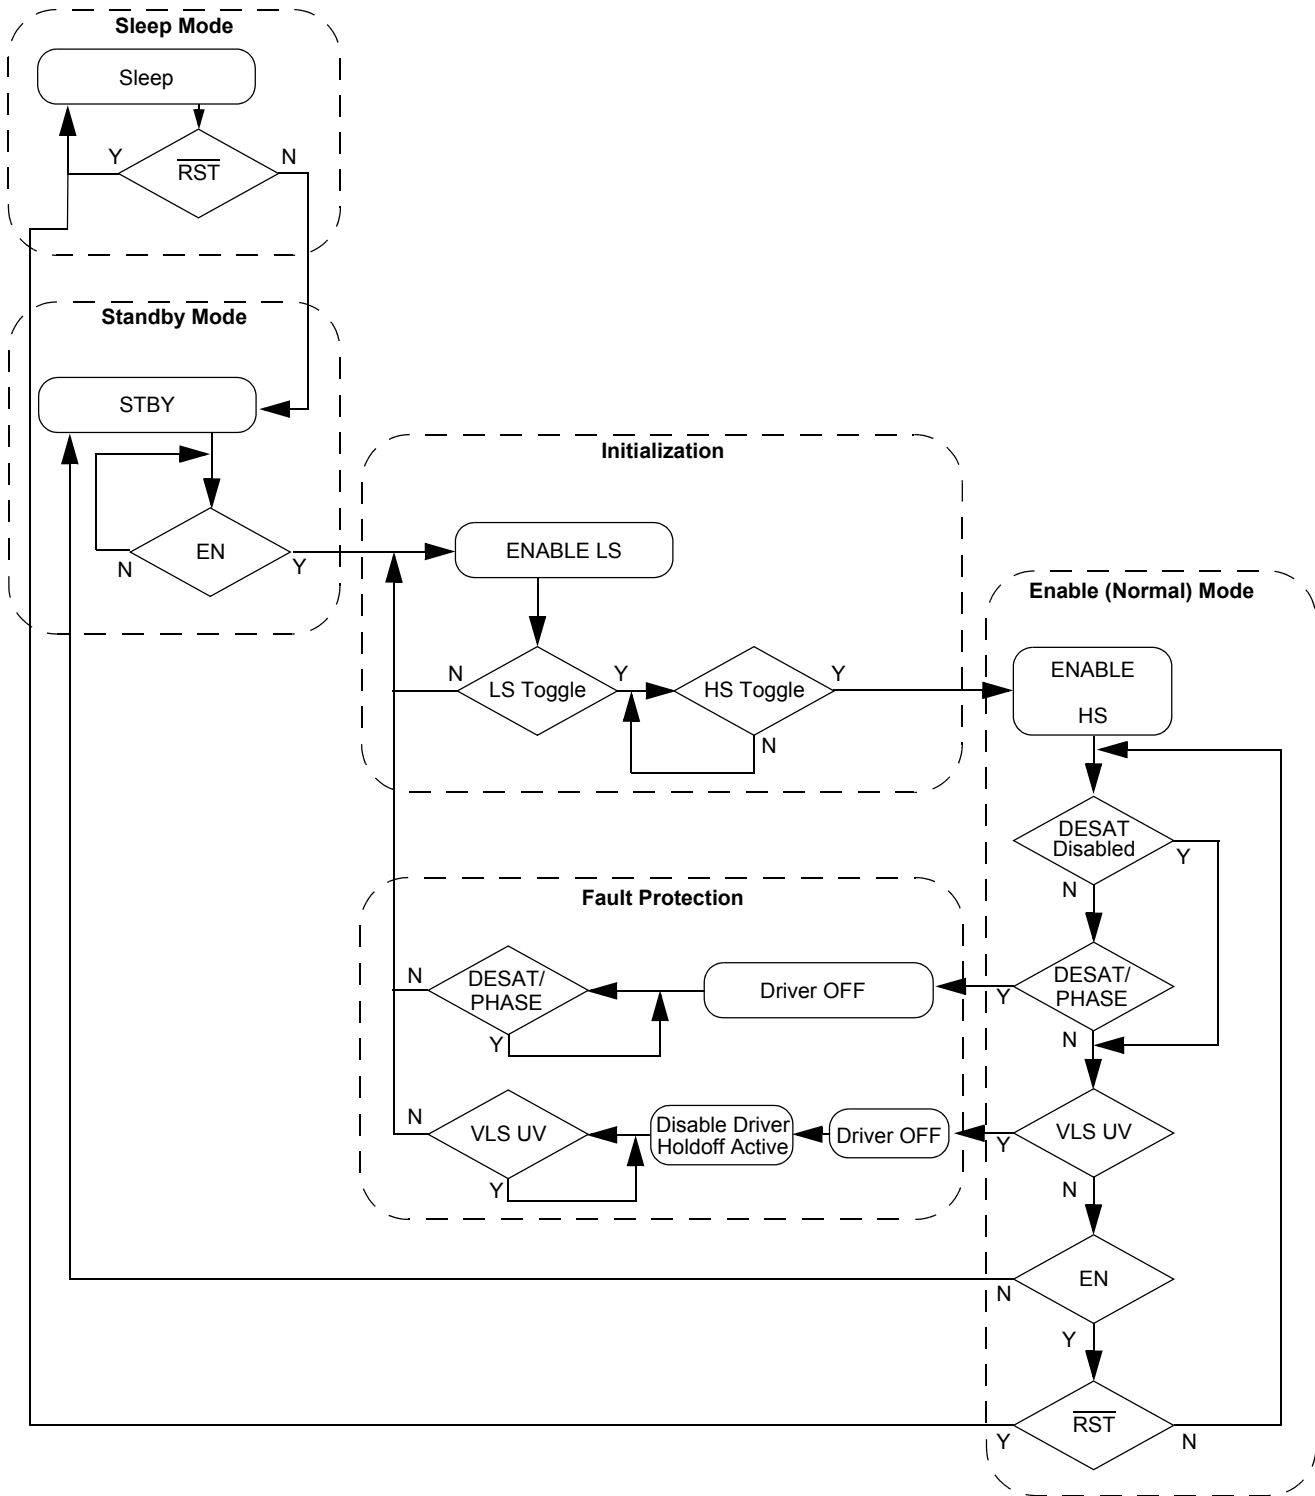 Sleep Mode
Sleep
Y
RST
N
Standby Mode
STBY
EN
N
Y
Initialization
ENABLE LS
N
LS Toggle
Y
HS Toggle
Y
N
Enable (Normal) Mode
ENABLE
HS
DESAT
Disabled
Y
N
DESAT/
PHASE
Y
N
Fault Protection
N
DESAT/
PHASE
Y
Driver OFF
N
VLS UV
Y
Disable Driver
Holdoff Active
Driver OFF
VLS UV
Y
N
EN
N
Y
RST
Y
N